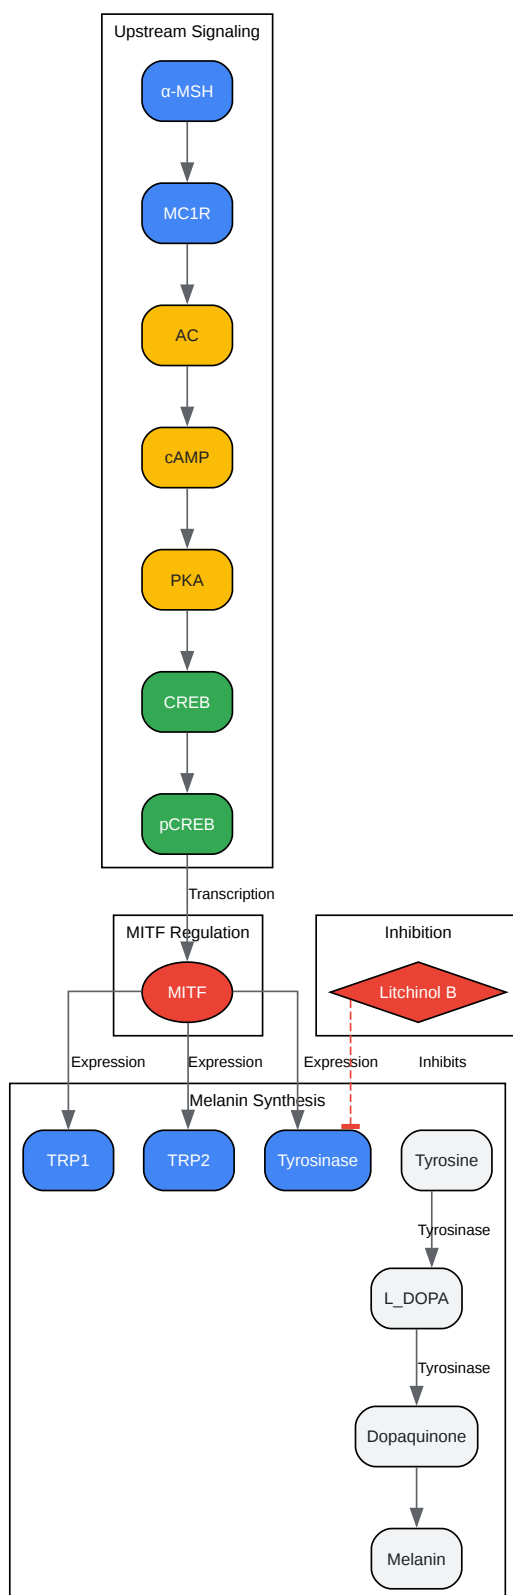 Upstream Signaling
α-MSH
MC1R
AC
cAMP
PKA
CREB
pCREB
Transcription
MITF Regulation
Inhibition
MITF
Litchinol B
Expression
Expression
Expression
Inhibits
Melanin Synthesis
TRP1
TRP2
Tyrosinase
Tyrosine
Tyrosinase
L_DOPA
Tyrosinase
Dopaquinone
Melanin